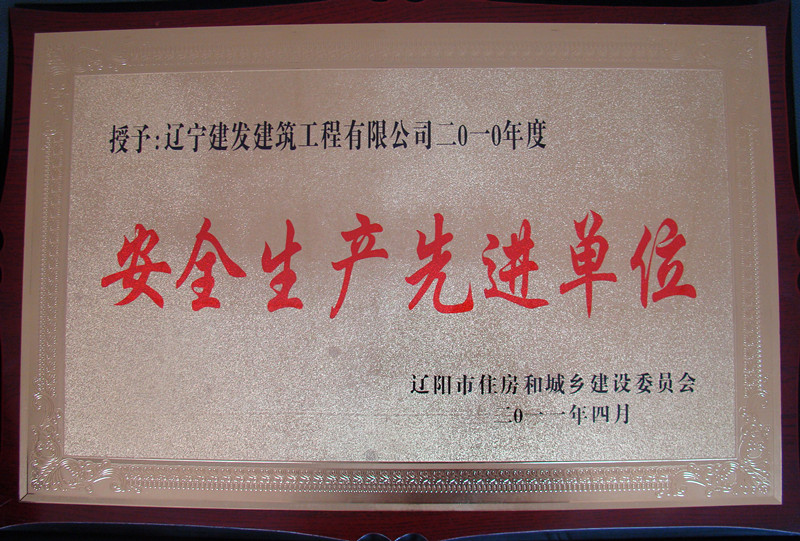 授予:辽宁建发建筑工程有限公司二0一0年度
安全生产先进单位
辽阳市住房和城乡建设委员会
二0一一年四月